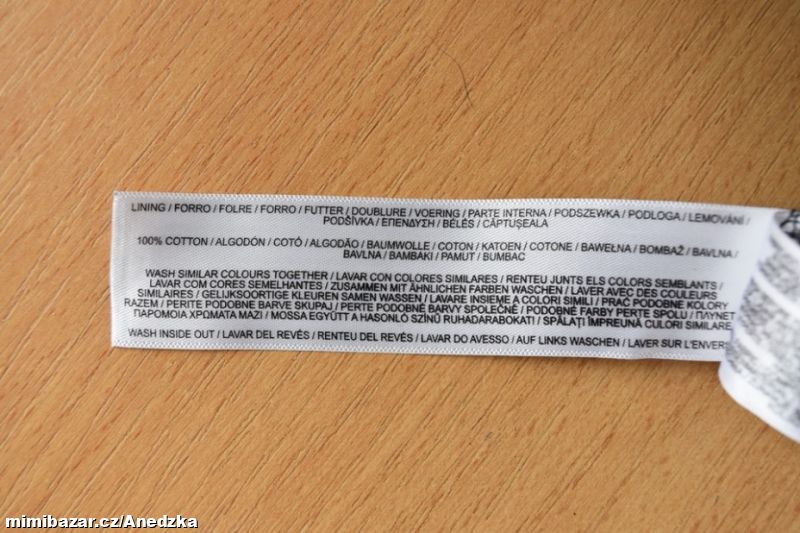 LINING / FORRO / FOLRE / FORRO / FUTTER / DOUBLURE / VOERING / PARTE INTERNA / PODSZEWKA / PODLOGA / LEMOVÁNÍ /
PODŠÍVKA / ΕΠΕΝΔΥΣΗ / BÉLÉS / CĂPTUŞEALA
100% COTTON / ALGODÓN / COTÓ / ALGODÃO / BAUMWOLLE / COTON / KATOEN / COTONE / BAWEŁNA / BOMBAŽ / BAVLNA /
BAVLNA / BAMBAKI / PAMUT / BUMBAC
WASH SIMILAR COLOURS TOGETHER / LAVAR CON COLORES SIMILARES / RENTEU JUNTS ELS COLORS SEMBLANTS /
LAVAR COM CORES SEMELHANTES / ZUSAMMEN MIT ÄHNLICHEN FARBEN WASCHEN / LAVER AVEC DES COULEURS
SIMILAIRES / GELIJKSOORTIGE KLEUREN SAMEN WASSEN / LAVARE INSIEME A COLORI SIMILI / PRAĆ PODOBNE KOLORY
RAZEM / PERITE PODOBNE BARVE SKUPAJ / PERTE PODOBNÉ BARVY SPOLEČNĚ / PODOBNÉ FARBY PERTE SPOLU / ΠΛΥΝΕΤ
ΠΑΡΟΜΟΙΑ ΧΡΩΜΑΤΑ ΜΑΖΙ / MOSSA EGYÜTT A HASONLÓ SZÍNŰ RUHADARABOKAT! / SPĂLAŢI ÎMPREUNĂ CULORI SIMILARE
WASH INSIDE OUT / LAVAR DEL REVÉS / RENTEU DEL REVÉS / LAVAR DO AVESSO / AUF LINKS WASCHEN / LAVER SUR L'ENVERS
mimibazar.cz/Anedzka